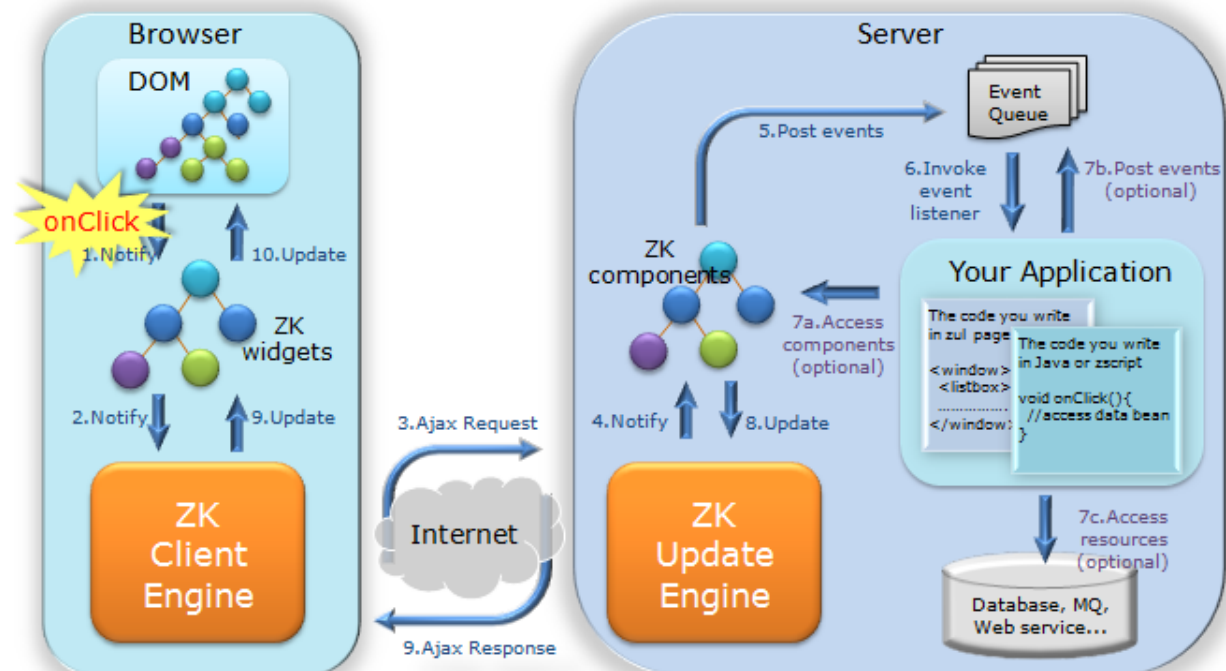 Browser
DOM
onClick
1.Notify
10.Update
ZK
widgets
2.Notify
9.Update
ZK
Client
Engine
3.Ajax Request
Internet
9.Ajax Response
Server
Event
Queue
5.Post events
6.Invoke
event
listener
7b.Post events
(optional)
ZK
components
7a.Access
components
(optional)
4.Notify
8.Update
ZK
Update
Engine
Your Application
The code you write
in zul page
<window>
<listbox>
..................
</window>
The code you write
in Java or zscript
void onClick(){
//access data bean
}
7c.Access
resources
(optional)
Database, MQ,
Web service...